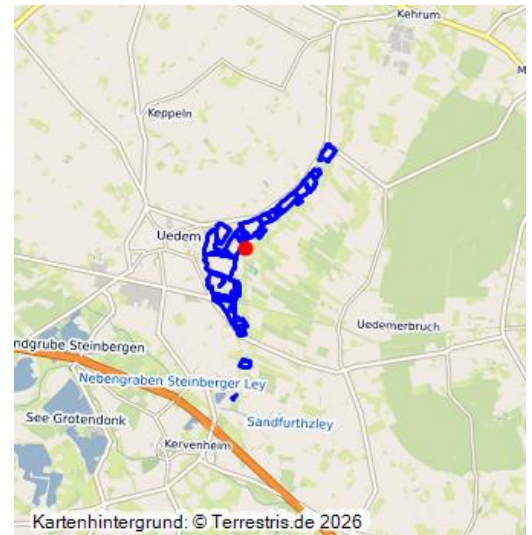 Kehrum
M
Keppeln
Uedem
Uedemerbruch
ndgrube Steinbergen
Nebengraben Steinberger Ley
See Grotendonk
Sandfurthzley
Kervenheim
Kartenhintergrund: © Terrestris.de 2026